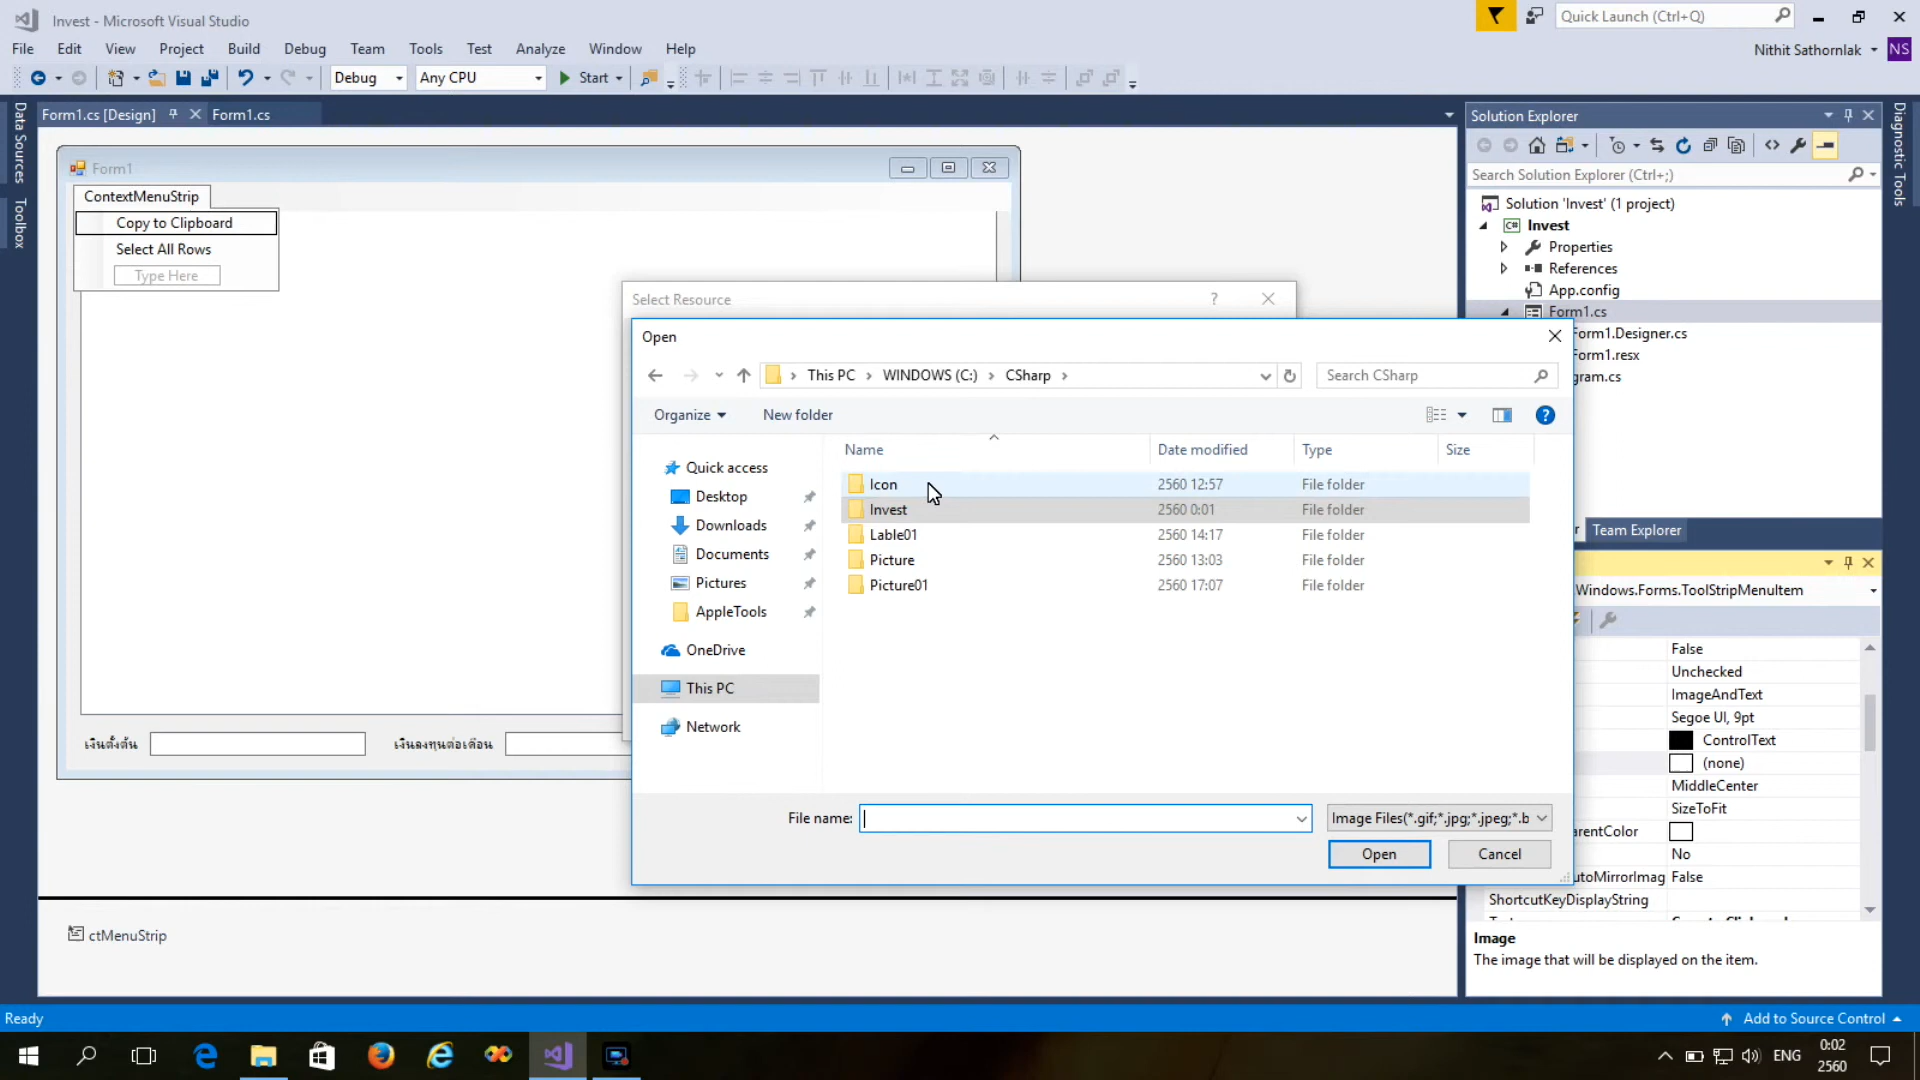 Invest - Microsoft Visual Studio
Quick Launch (Ctrl+Q)
File Edit View Project Build Debug Team Tools Test Analyze Window Help
Nithit Sathornlak NS
Debug Any CPU Start
Form1.cs [Design] Form1.cs
Data Sources
Toolbox
Form1
ContextMenuStrip
Copy to Clipboard
Select All Rows
Type Here
เงินตั้งต้น
เงินลงทุนต่อเดือน
ctMenuStrip
Select Resource ?
Open
This PC WINDOWS (C:) CSharp
Search CSharp
Organize New folder
Name Date modified Type Size
Quick access
Desktop
Downloads
Documents
Pictures
AppleTools
OneDrive
This PC
Network
Icon 2560 12:57 File folder
Invest 2560 0:01 File folder
Lable01 2560 14:17 File folder
Picture 2560 13:03 File folder
Picture01 2560 17:07 File folder
File name: Image Files(*.gif;*.jpg;*.jpeg;*.b
Open Cancel
Solution Explorer
Search Solution Explorer (Ctrl+;)
Solution 'Invest' (1 project)
C# Invest
Properties
References
App.config
Form1.cs
Form1.Designer.cs
Form1.resx
gram.cs
Diagnostic Tools
r Team Explorer
Windows.Forms.ToolStripMenuItem
False
Unchecked
ImageAndText
Segoe UI, 9pt
ControlText
(none)
MiddleCenter
SizeToFit
arentColor
No
utoMirrorImag False
ShortcutKeyDisplayString
Image
The image that will be displayed on the item.
Ready
Add to Source Control
ENG
0:02
2560